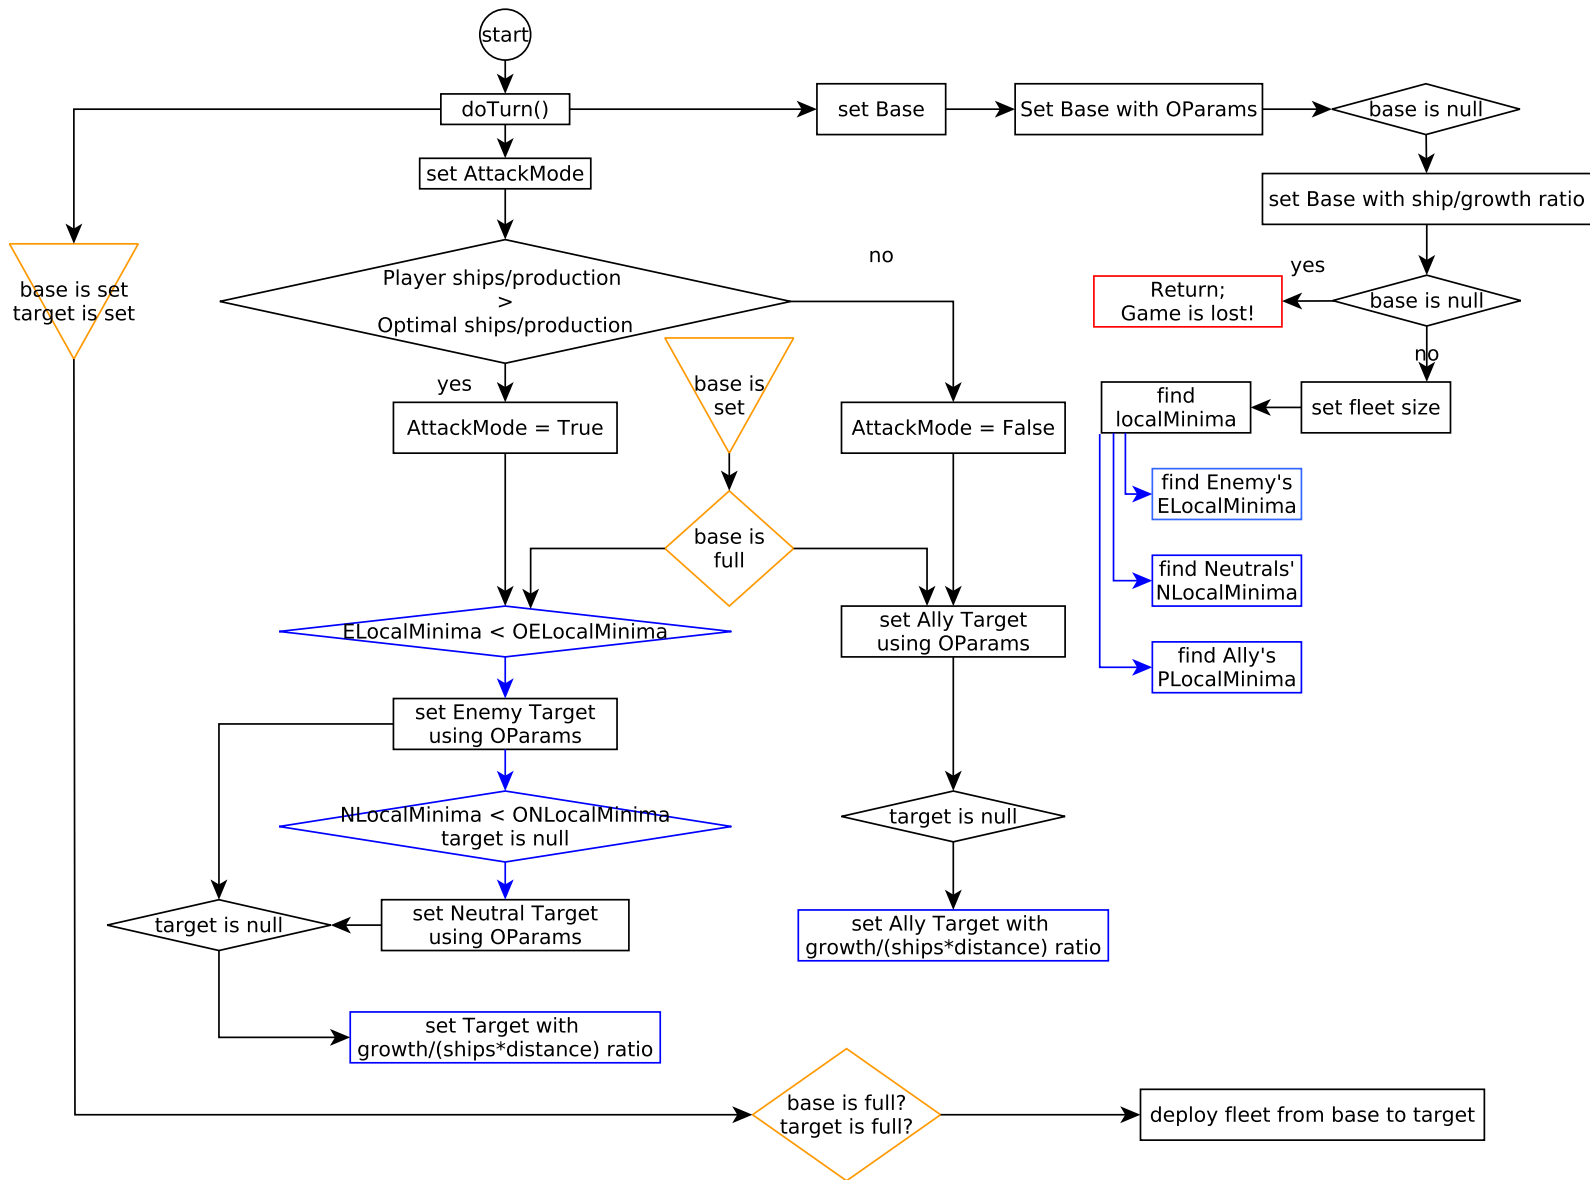 start
doTurn()
set Base
Set Base with OParams
base is null
set AttackMode
set Base with ship/growth ratio
no
yes
Player ships/production
>
Optimal ships/production
base is set
target is set
Return;
Game is lost!
base is null
no
yes
base is
set
AttackMode = True
AttackMode = False
find
localMinima
set fleet size
find Enemy's
ELocalMinima
base is
full
find Neutrals'
NLocalMinima
ELocalMinima < OELocalMinima
set Ally Target
using OParams
find Ally's
PLocalMinima
set Enemy Target
using OParams
NLocalMinima < ONLocalMinima
target is null
target is null
target is null
set Neutral Target
using OParams
set Ally Target with
growth/(ships*distance) ratio
set Target with
growth/(ships*distance) ratio
base is full?
target is full?
deploy fleet from base to target